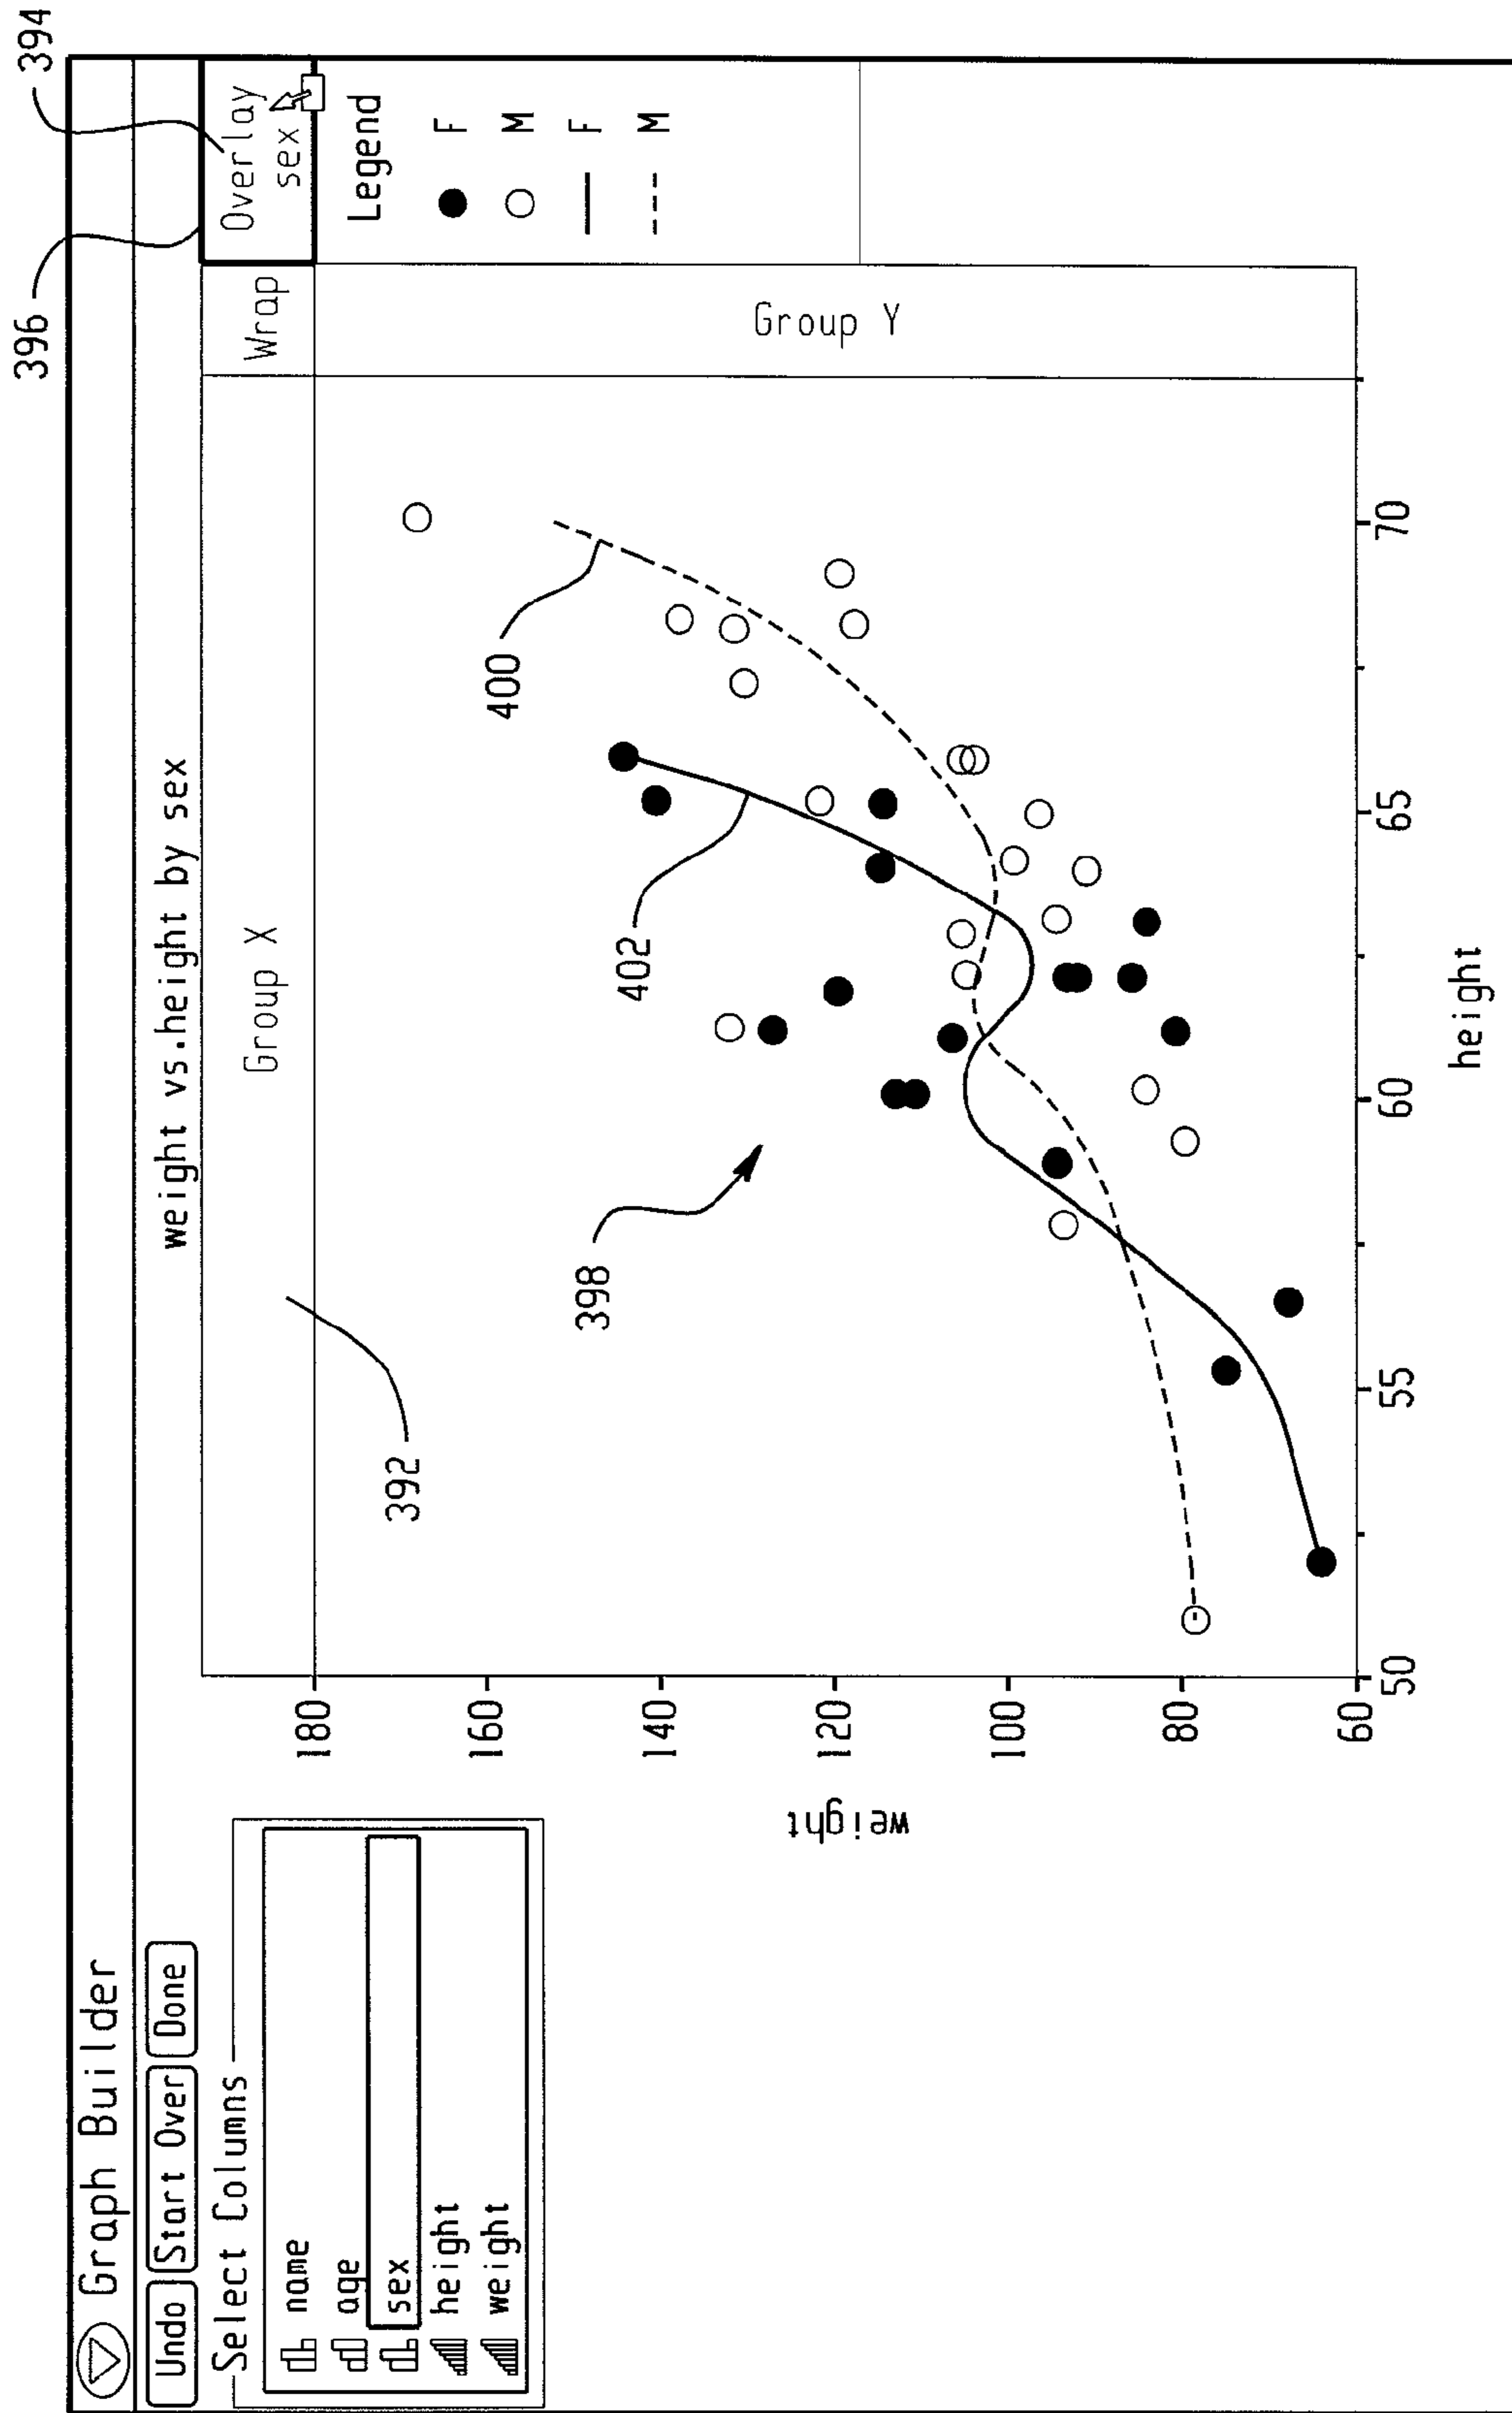 394
396
Graph Builder
Undo Start Over Done
weight vs.height by sex
Select Columns
name
age
sex
height
weight
Group X
Wrap
Overlay
sex
Legend
F
M
F
M
Group Y
392
398
400
402
weight
180
160
140
120
100
80
60
50 55 60 65 70
height